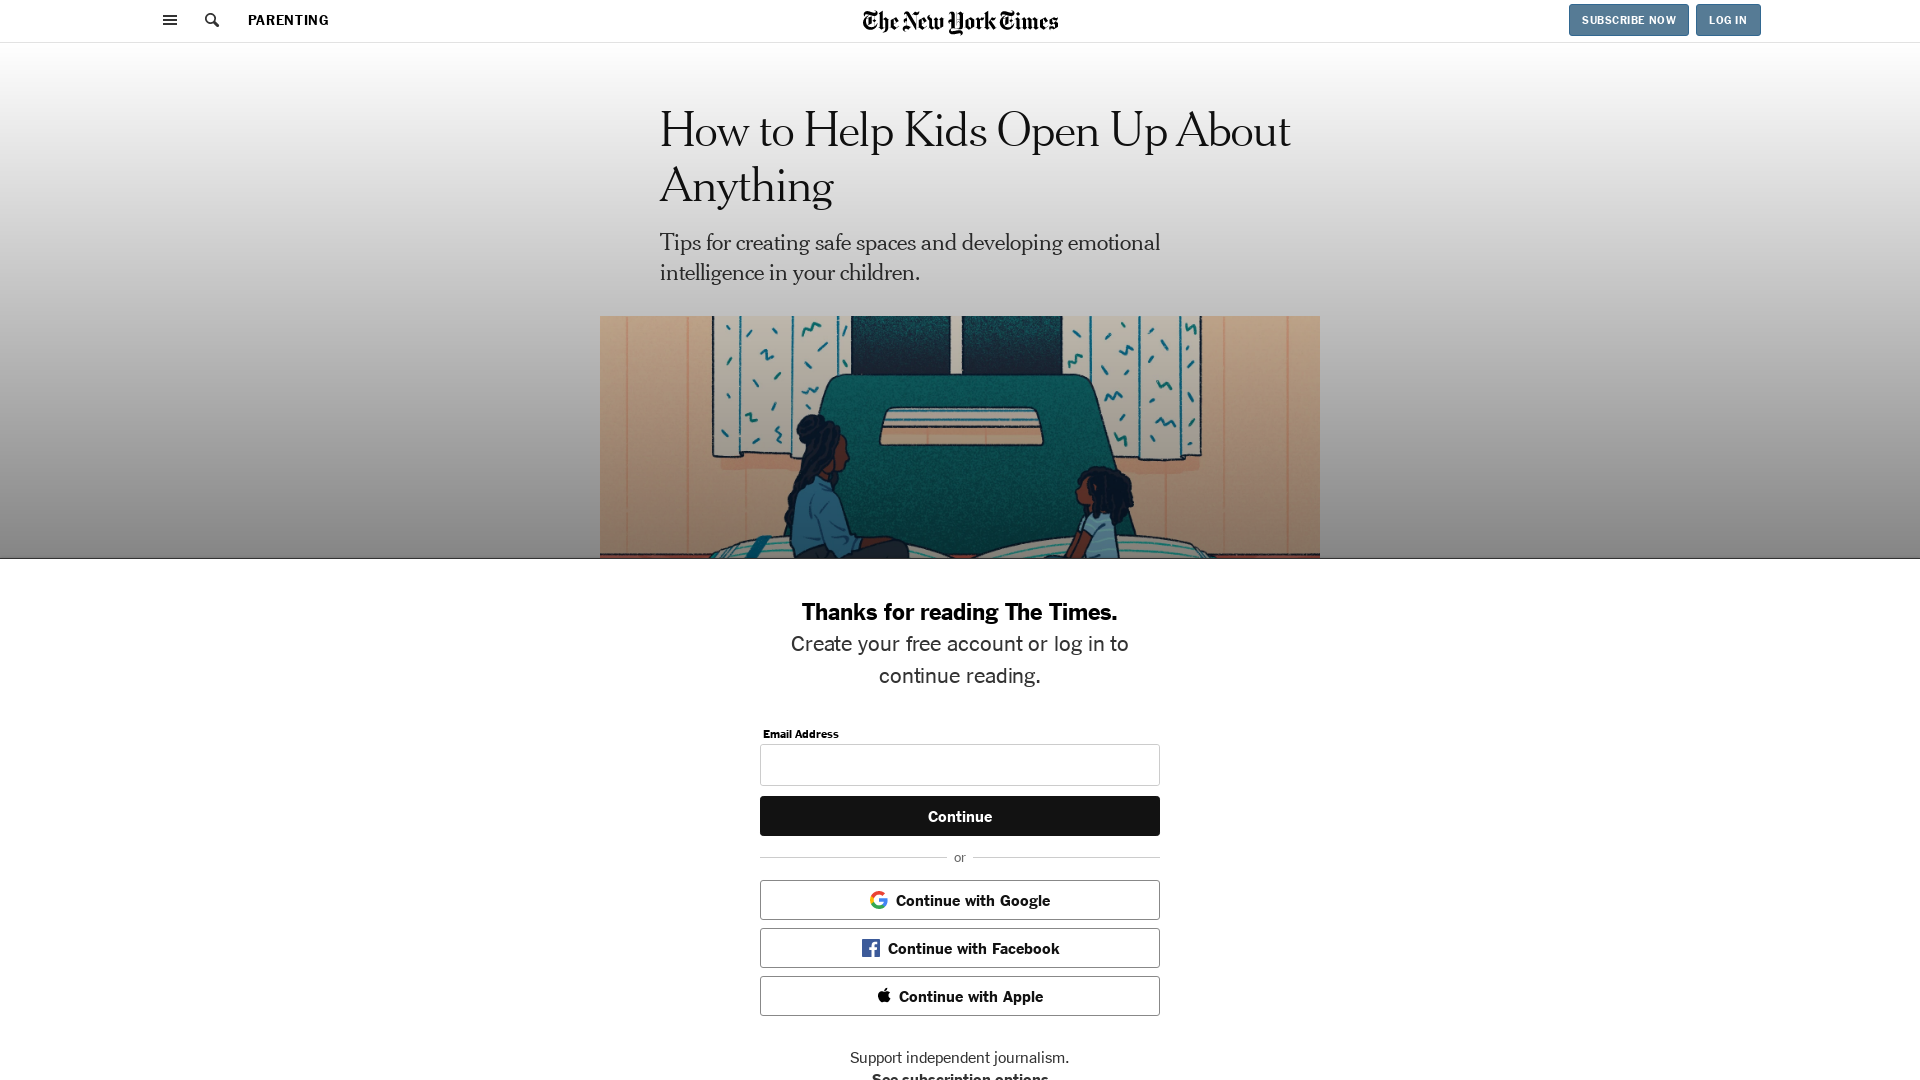 PARENTING
The New York Times
SUBSCRIBE NOW
LOG IN
How to Help Kids Open Up About
Anything
Tips for creating safe spaces and developing emotional
intelligence in your children.
Thanks for reading The Times.
Create your free account or log in to
continue reading.
Email Address
Continue
or
Continue with Google
Continue with Facebook
Continue with Apple
Support independent journalism.
See subscription options.